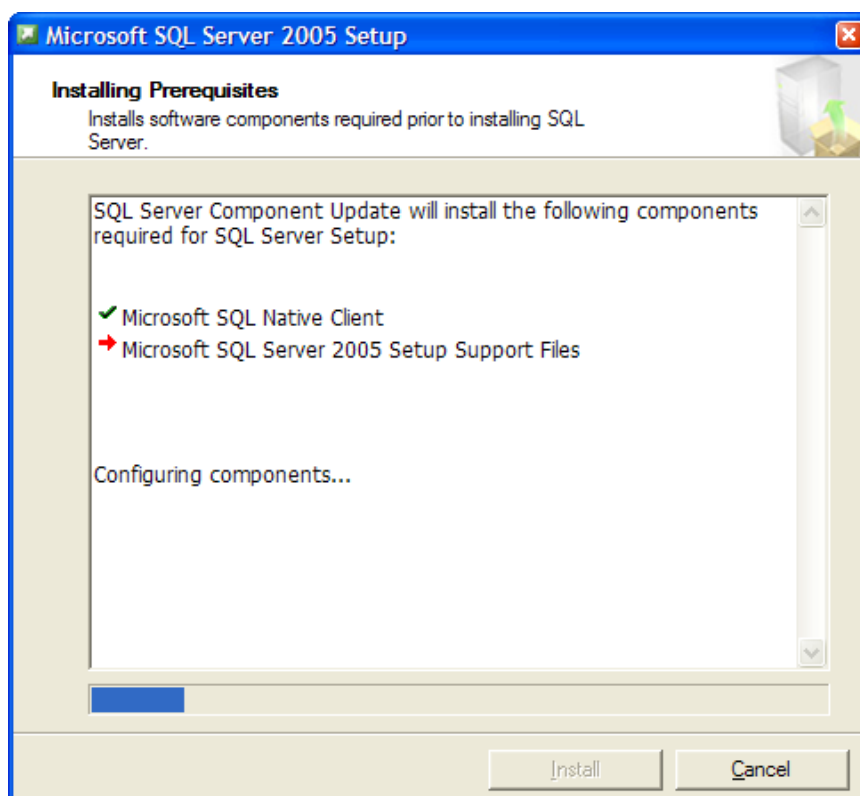 Microsoft SQL Server 2005 Setup
Installing Prerequisites
Installs software components required prior to installing SQL
Server.
SQL Server Component Update will install the following components
required for SQL Server Setup:
Microsoft SQL Native Client
Microsoft SQL Server 2005 Setup Support Files
Configuring components...
Install
Cancel